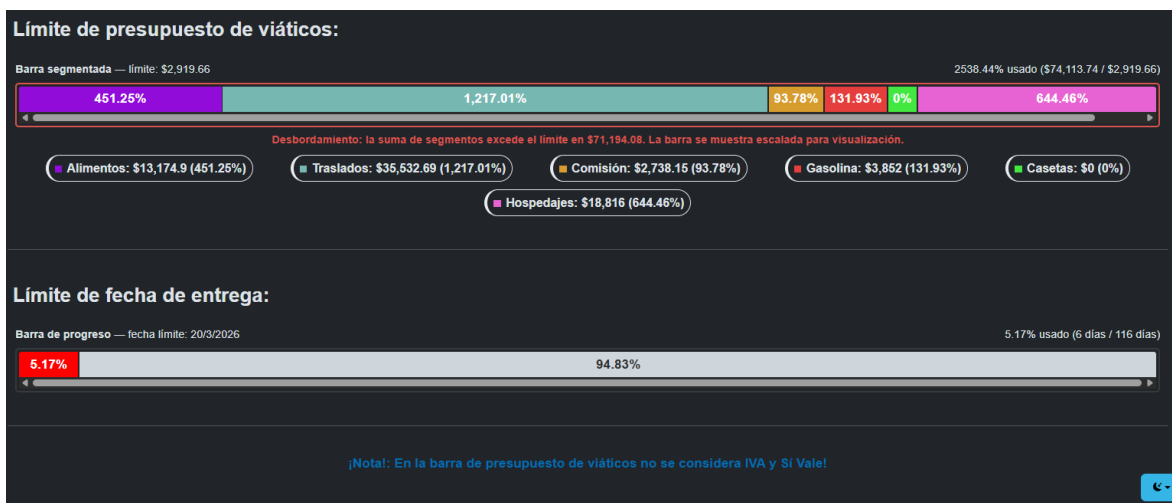 Límite de presupuesto de viáticos:
Barra segmentada — límite: $2,919.66 2538.44% usado ($74,113.74 / $2,919.66)
451.25% 1,217.01% 93.78% 131.93% 0% 644.46%
Desbordamiento: la suma de segmentos excede el límite en $71,194.08. La barra se muestra escalada para visualización.
Alimentos: $13,174.9 (451.25%) Traslados: $35,532.69 (1,217.01%) Comisión: $2,738.15 (93.78%) Gasolina: $3,852 (131.93%) Casetas: $0 (0%)
Hospedajes: $18,816 (644.46%)
Límite de fecha de entrega:
Barra de progreso — fecha límite: 20/3/2026 5.17% usado (6 días / 116 días)
5.17% 94.83%
¡Nota!: En la barra de presupuesto de viáticos no se considera IVA y Sí Vale!